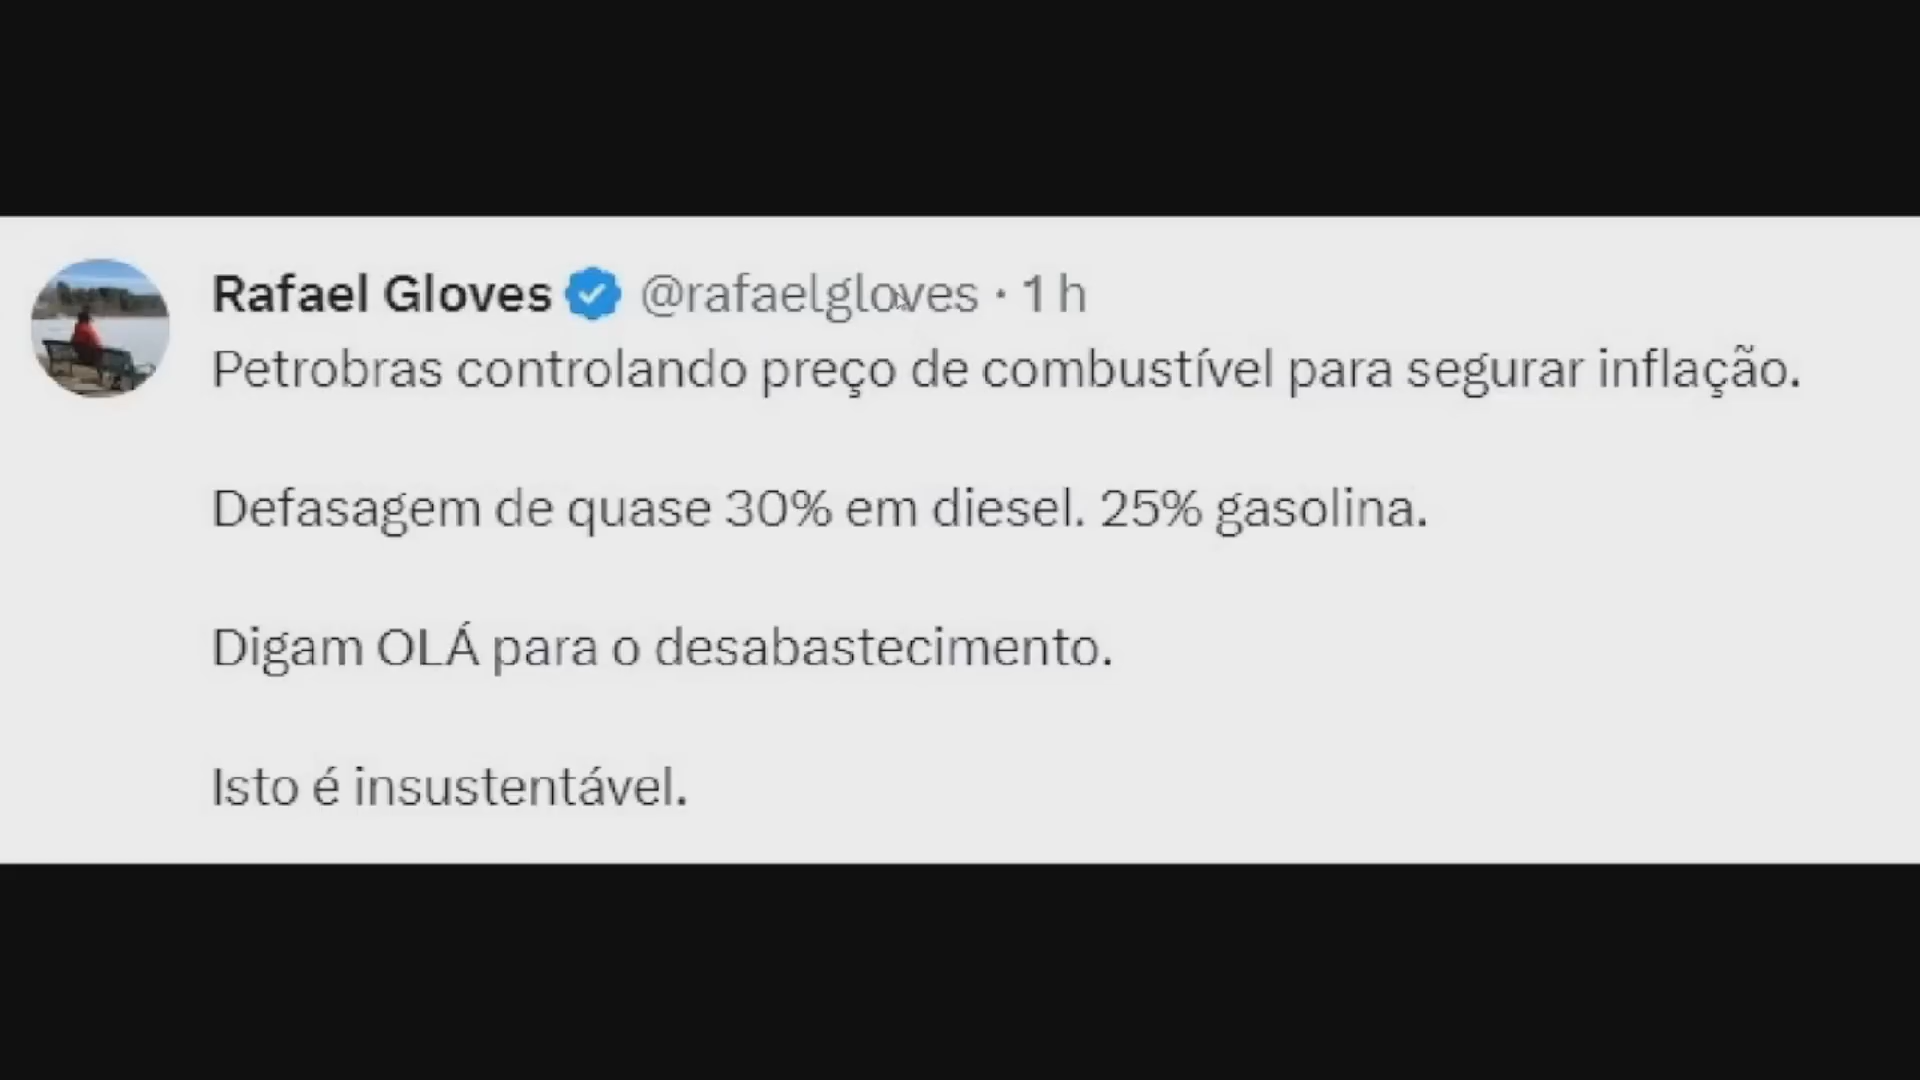 Rafael Gloves @rafaelgloves · 1 h
Petrobras controlando preço de combustível para segurar inflação.
Defasagem de quase 30% em diesel. 25% gasolina.
Digam OLÁ para o desabastecimento.
Isto é insustentável.